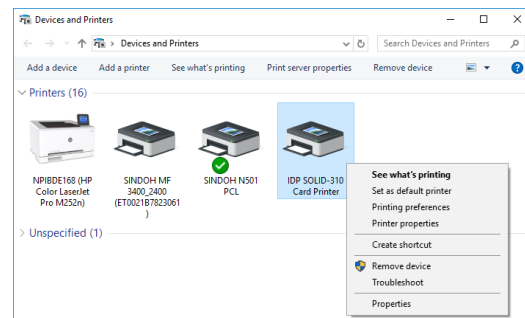 Devices and Printers
Devices and Printers
Search Devices and Printers
Add a device Add a printer See what's printing Print server properties Remove device
Printers (16)
NPIBDE168 (HP
Color LaserJet
Pro M252n)
SINDOH MF
3400_2400
(ET0021B7823061
)
SINDOH N501
PCL
IDP SOLID-310
Card Printer
See what's printing
Set as default printer
Printing preferences
Printer properties
Create shortcut
Remove device
Troubleshoot
Properties
Unspecified (1)